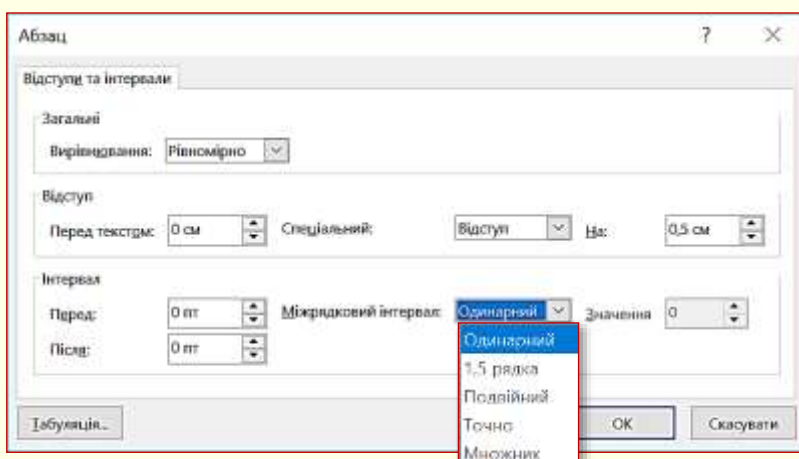 Абзац ?
Відступи та інтервали
Загальні
Вирівнювання: Рівномірно
Відступ
Перед текстом: 0 см Спеціальний: Відступ На: 0,5 см
Інтервал
Перед: 0 пт Міжрядковий інтервал: Одинарний Значення 0
Після: 0 пт
Одинарний
1,5 рядка
Подвійний
Точно
Множник
Табуляція... ОК Скасувати